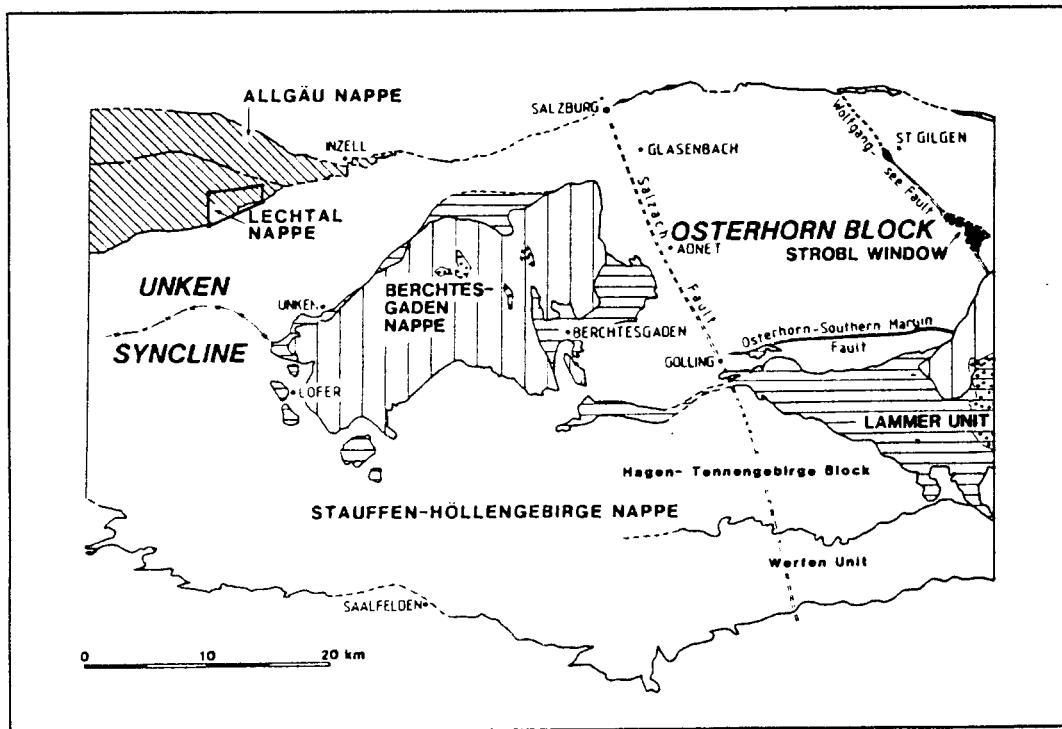 ALLGÄU NAPPE
SALZBURG
INZELL
GLASENBACH
Wolfgang-
see Fault
ST GILGEN
LECHTAL
NAPPE
Salzach
Fault
OSTERHORN BLOCK
ADNET
STROBL WINDOW
UNKEN
SYNCLINE
UNKEN
BERCHTES-
GADEN
NAPPE
BERCHTESGADEN
Osterhorn-Southern Margin
Fault
GOLLING
LOFER
LAMMER UNIT
Hagen-Tennengebirge Block
STAUFFEN-HÖLLENGEBIRGE NAPPE
Werfen Unit
SAALFELDEN
0 10 20 km